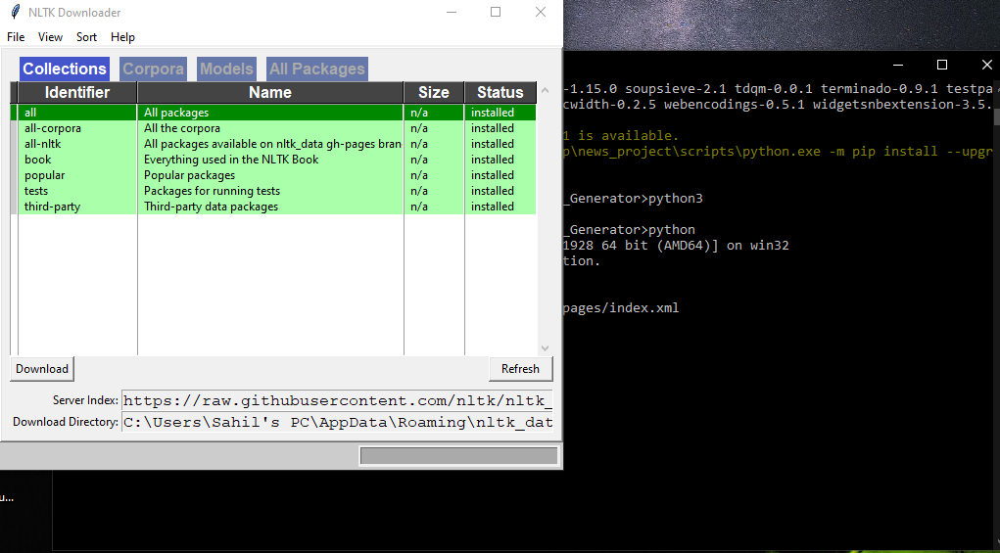 NLTK Downloader
File View Sort Help
Collections Corpora Models All Packages
Identifier Name Size Status
all All packages n/a installed
all-corpora All the corpora n/a installed
all-nltk All packages available on nltk_data gh-pages bran n/a installed
book Everything used in the NLTK Book n/a installed
popular Popular packages n/a installed
tests Packages for running tests n/a installed
third-party Third-party data packages n/a installed
Download Refresh
Server Index: https://raw.githubusercontent.com/nltk/nltk_
Download Directory: C:\Users\Sahil's PC\AppData\Roaming\nltk_dat
-1.15.0 soupsieve-2.1 tdqm-0.0.1 terminado-0.9.1 testpa
cwidth-0.2.5 webencodings-0.5.1 widgetsnbextension-3.5.
1 is available.
p\news_project\scripts\python.exe -m pip install --upgr
_Generator>python3
_Generator>python
1928 64 bit (AMD64)] on win32
tion.
pages/index.xml
u...